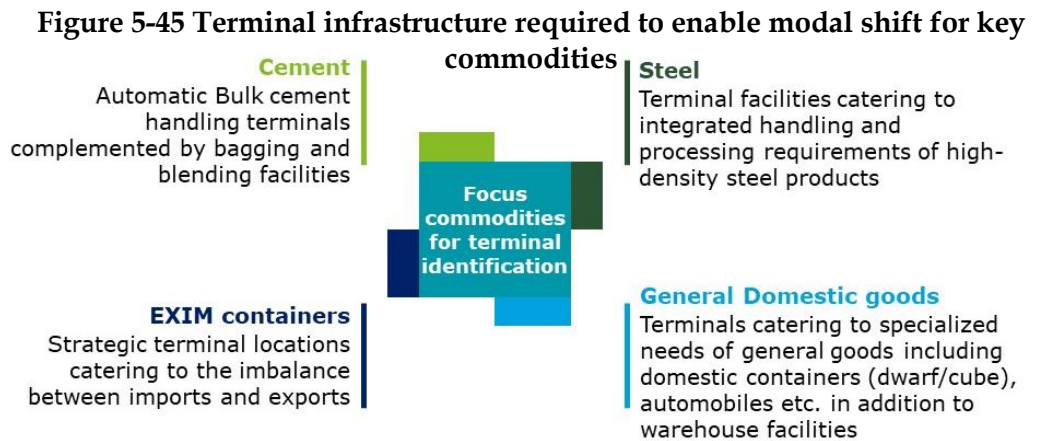 Figure 5-45 Terminal infrastructure required to enable modal shift for key
commodities
Cement
Automatic Bulk cement
handling terminals
complemented by bagging and
blending facilities
Steel
Terminal facilities catering to
integrated handling and
processing requirements of high-
density steel products
Focus
commodities
for terminal
identification
EXIM containers
Strategic terminal locations
catering to the imbalance
between imports and exports
General Domestic goods
Terminals catering to specialized
needs of general goods including
domestic containers (dwarf/cube),
automobiles etc. in addition to
warehouse facilities